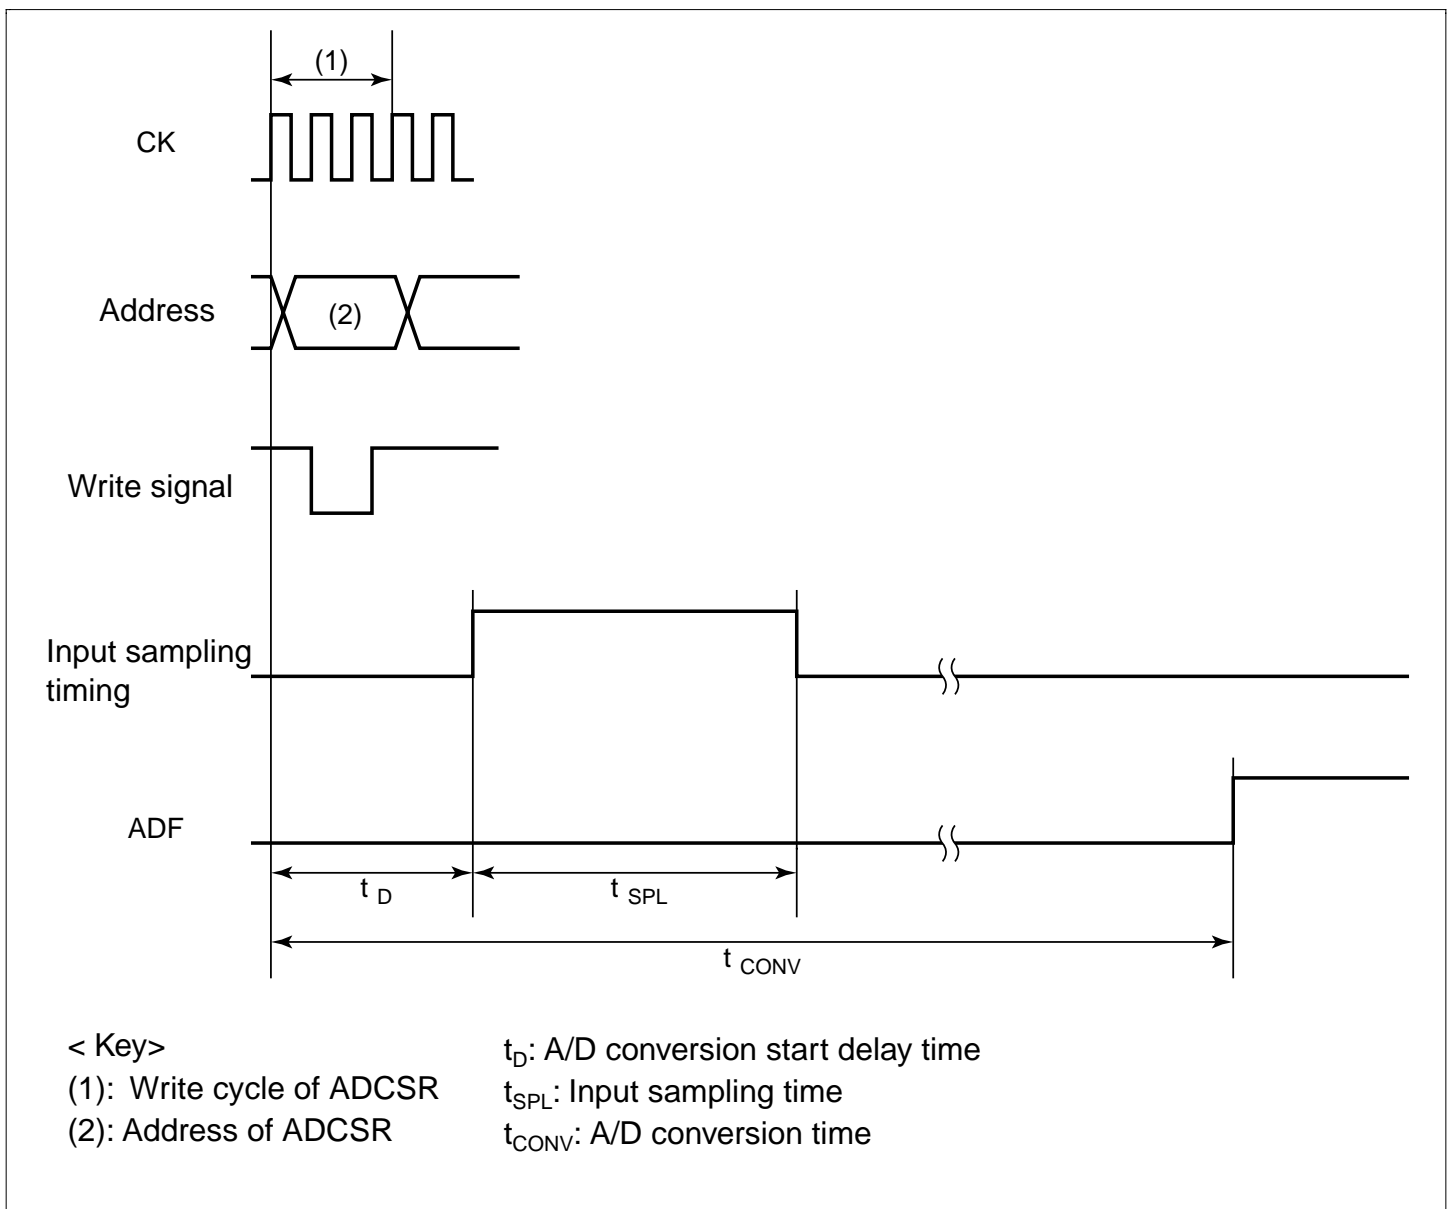 (1)
CK
Address
(2)
Write signal
Input sampling
timing
ADF
t D
t SPL
t CONV
< Key>
(1): Write cycle of ADCSR
(2): Address of ADCSR
tD: A/D conversion start delay time
tSPL: Input sampling time
tCONV: A/D conversion time